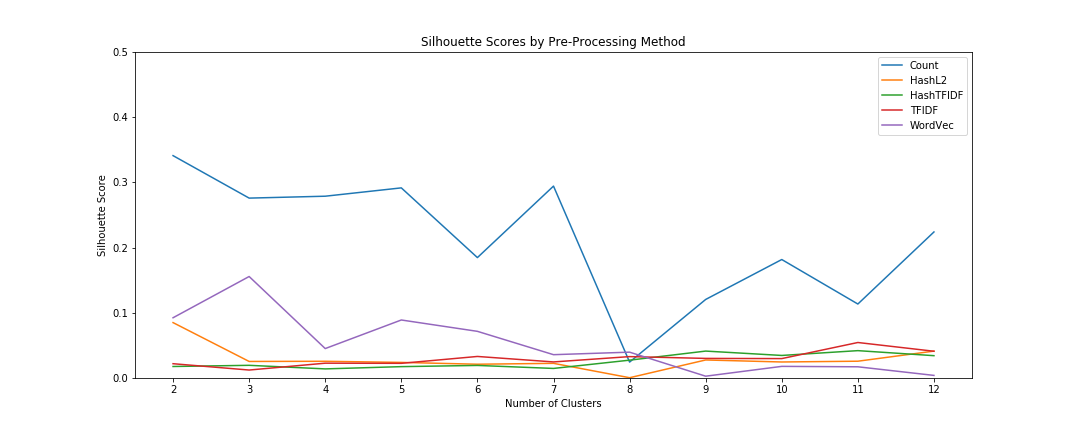 Silhouette Scores by Pre-Processing Method
0.5
0.4
0.3
0.2
0.1
0.0
Silhouette Score
Count
HashL2
HashTFIDF
TFIDF
WordVec
2 3 4 5 6 7 8 9 10 11 12
Number of Clusters